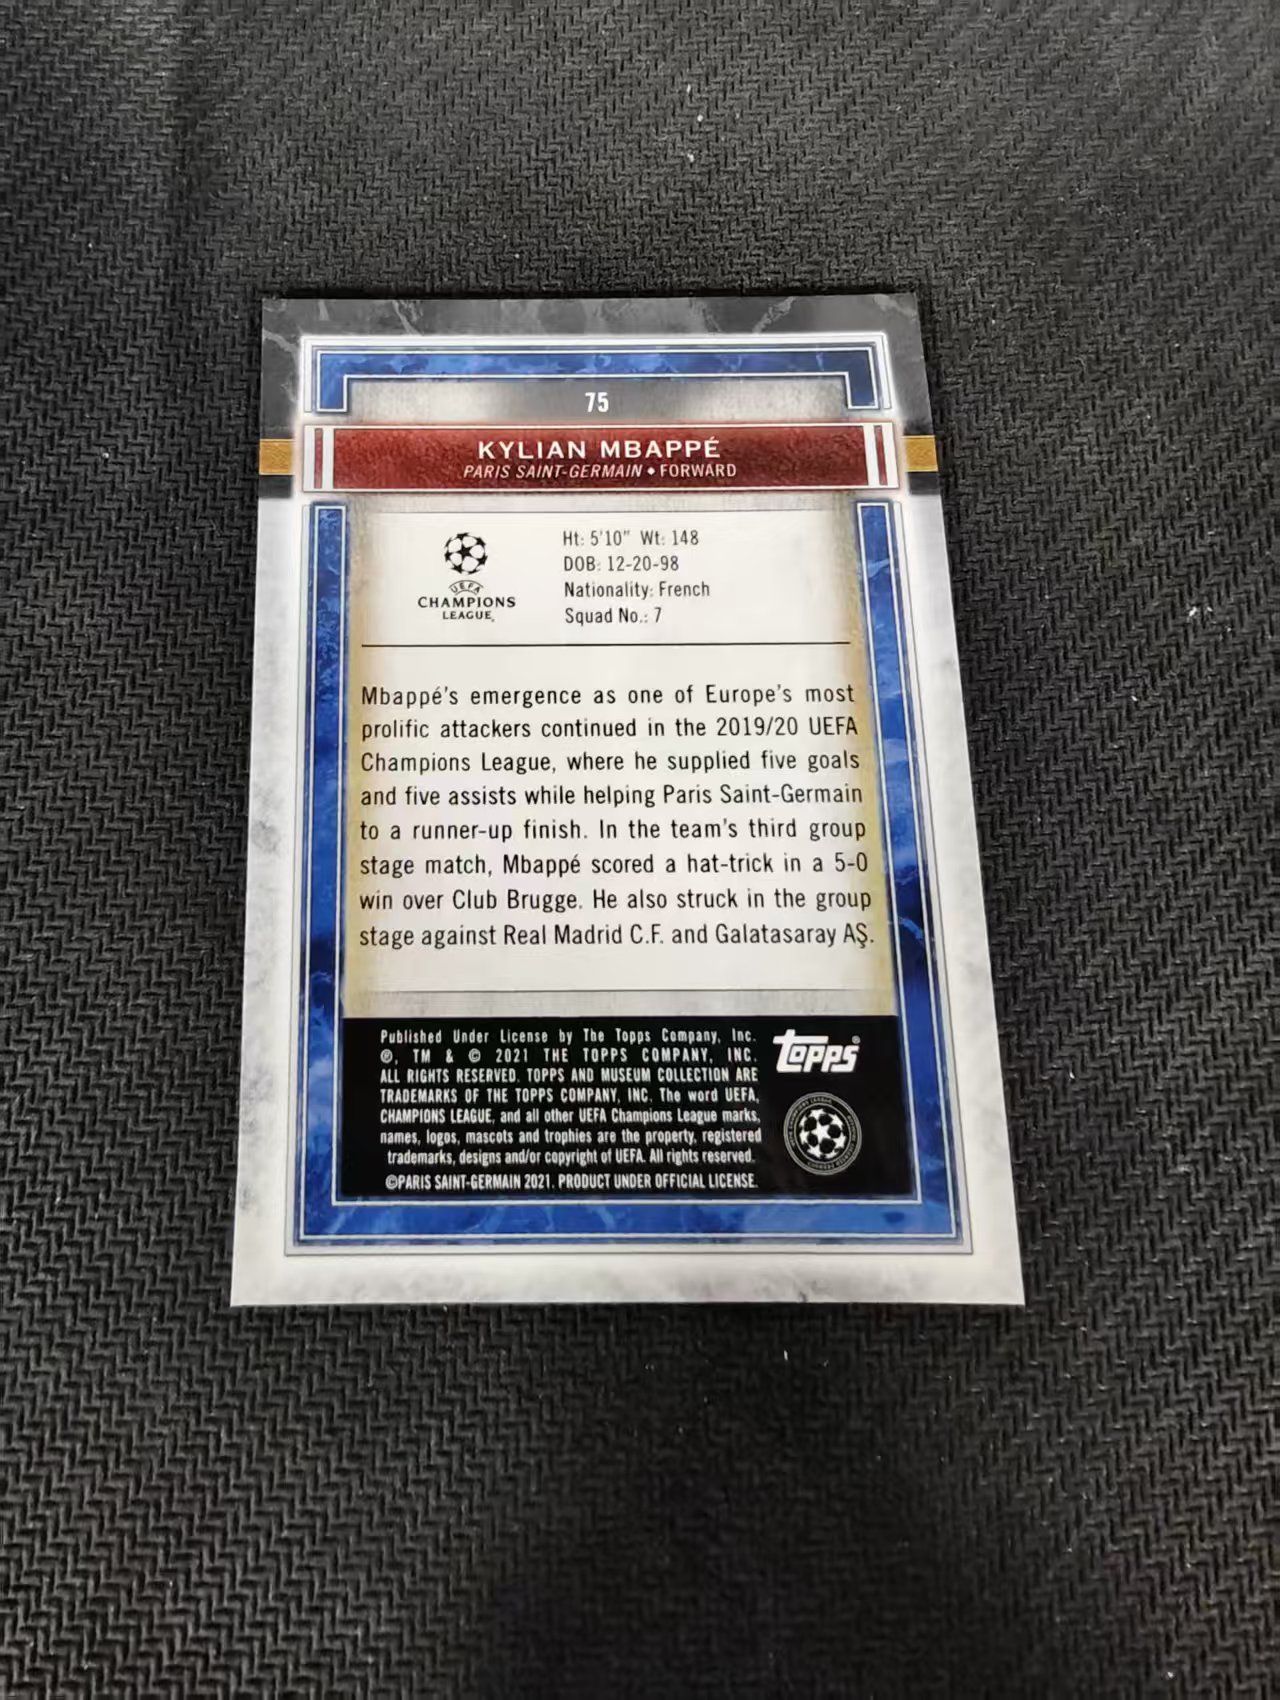 75
KYLIAN MBAPPÉ
PARIS SAINT-GERMAIN • FORWARD
UEFA
CHAMPIONS
LEAGUE
Ht: 5'10" Wt: 148
DOB: 12-20-98
Nationality: French
Squad No.: 7
Mbappé's emergence as one of Europe's most
prolific attackers continued in the 2019/20 UEFA
Champions League, where he supplied five goals
and five assists while helping Paris Saint-Germain
to a runner-up finish. In the team's third group
stage match, Mbappé scored a hat-trick in a 5-0
win over Club Brugge. He also struck in the group
stage against Real Madrid C.F. and Galatasaray AŞ.
Published Under License by The Topps Company, Inc.
®, TM & © 2021 THE TOPPS COMPANY, INC.
ALL RIGHTS RESERVED. TOPPS AND MUSEUM COLLECTION ARE
TRADEMARKS OF THE TOPPS COMPANY, INC. The word UEFA,
CHAMPIONS LEAGUE, and all other UEFA Champions League marks,
names, logos, mascots and trophies are the property, registered
trademarks, designs and/or copyright of UEFA. All rights reserved.
©PARIS SAINT-GERMAIN 2021. PRODUCT UNDER OFFICIAL LICENSE.
Topps®